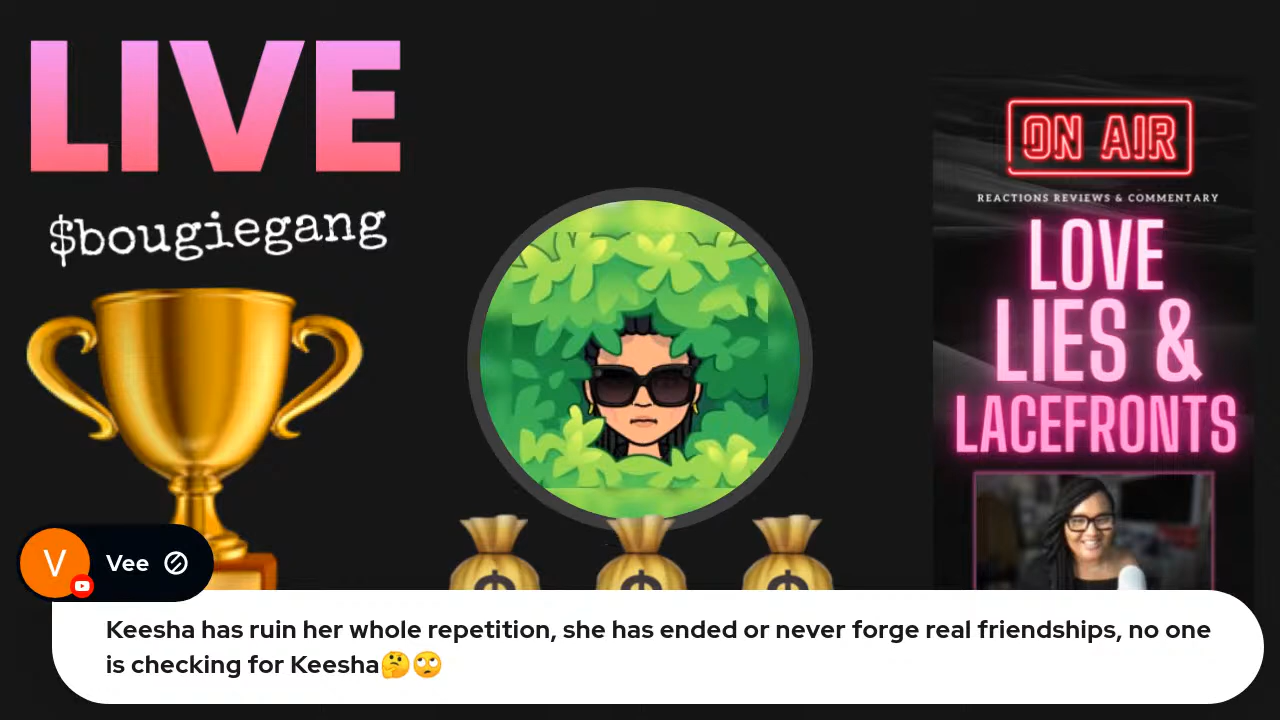 LIVE
$bougiegang
ON AIR
REACTIONS REVIEWS & COMMENTARY
LOVE
LIES &
LACEFRONTS
V
Vee
Keesha has ruin her whole repetition, she has ended or never forge real friendships, no one
is checking for Keesha🤔🙄